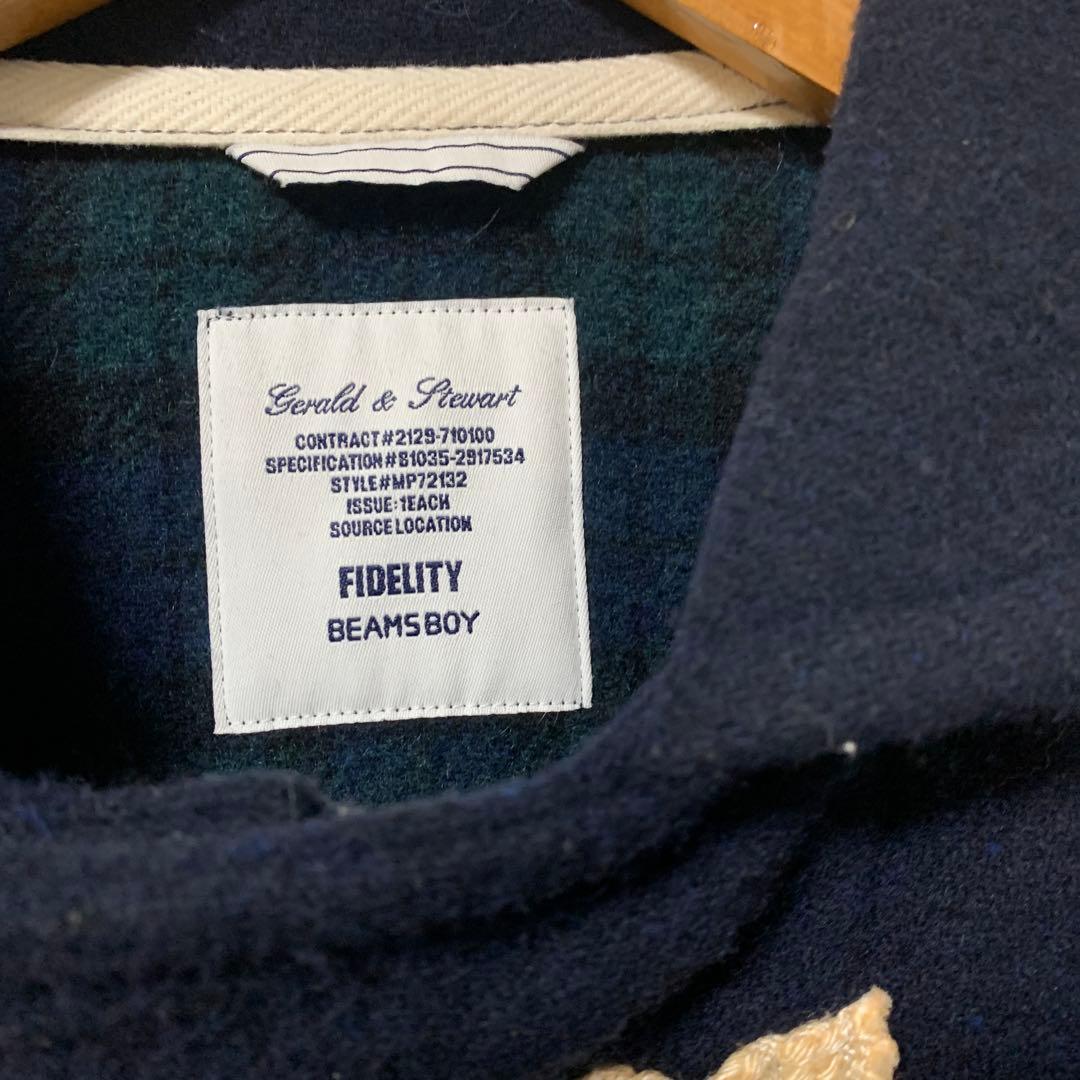 Gerald & Stewart
CONTRACT#2129-710100
SPECIFICATION#81035-2917534
STYLE#MP72132
ISSUE:1EACH
SOURCE LOCATION
FIDELITY
BEAMS BOY